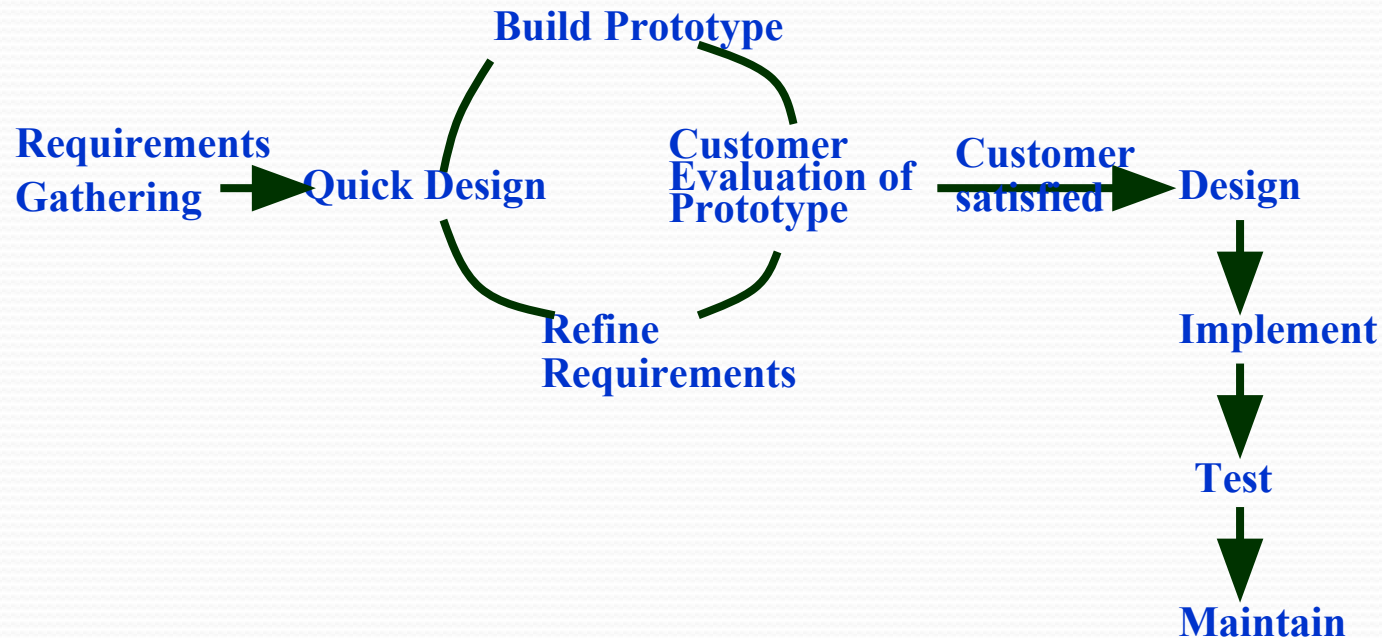 Build Prototype
Requirements
Gathering
Quick Design
Customer
Evaluation of
Prototype
Customer
satisfied
Design
Refine
Requirements
Implement
Test
Maintain